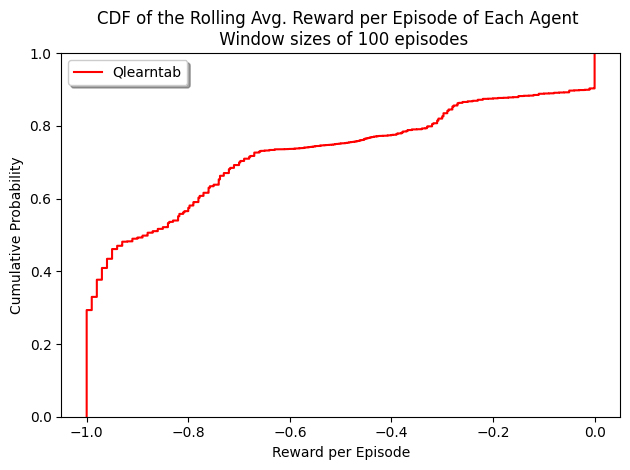 CDF of the Rolling Avg. Reward per Episode of Each Agent
Window sizes of 100 episodes
Qlearntab
1.0
0.8
0.6
0.4
0.2
0.0
Cumulative Probability
−1.0 −0.8 −0.6 −0.4 −0.2 0.0
Reward per Episode